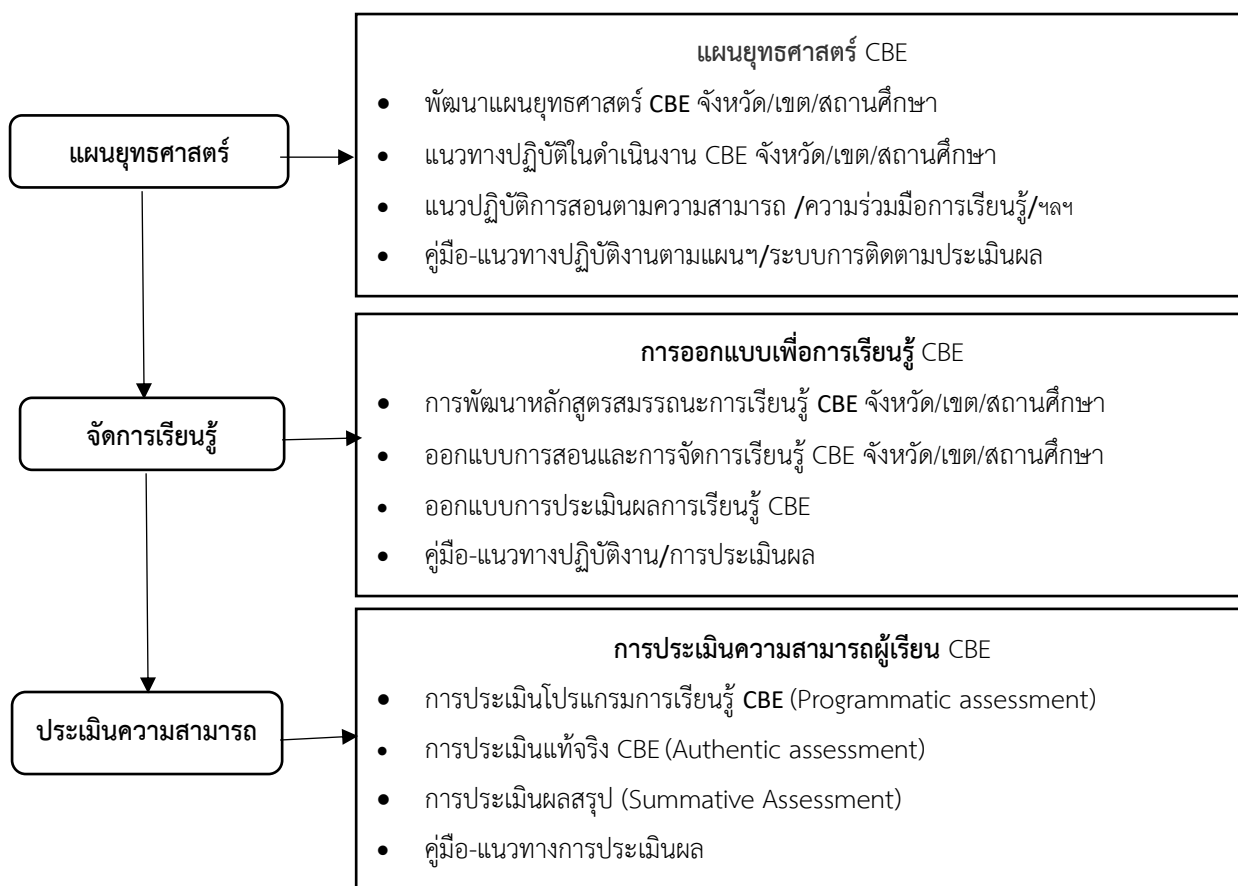 แผนยุทธศาสตร์
แผนยุทธศาสตร์ CBE
• พัฒนาแผนยุทธศาสตร์ CBE จังหวัด/เขต/สถานศึกษา
• แนวทางปฏิบัติในดำเนินงาน CBE จังหวัด/เขต/สถานศึกษา
• แนวปฏิบัติการสอนตามความสามารถ /ความร่วมมือการเรียนรู้/ฯลฯ
• คู่มือ-แนวทางปฏิบัติงานตามแผนฯ/ระบบการติดตามประเมินผล
จัดการเรียนรู้
การออกแบบเพื่อการเรียนรู้ CBE
• การพัฒนาหลักสูตรสมรรถนะการเรียนรู้ CBE จังหวัด/เขต/สถานศึกษา
• ออกแบบการสอนและการจัดการเรียนรู้ CBE จังหวัด/เขต/สถานศึกษา
• ออกแบบการประเมินผลการเรียนรู้ CBE
• คู่มือ-แนวทางปฏิบัติงาน/การประเมินผล
ประเมินความสามารถ
การประเมินความสามารถผู้เรียน CBE
• การประเมินโปรแกรมการเรียนรู้ CBE (Programmatic assessment)
• การประเมินแท้จริง CBE (Authentic assessment)
• การประเมินผลสรุป (Summative Assessment)
• คู่มือ-แนวทางการประเมินผล